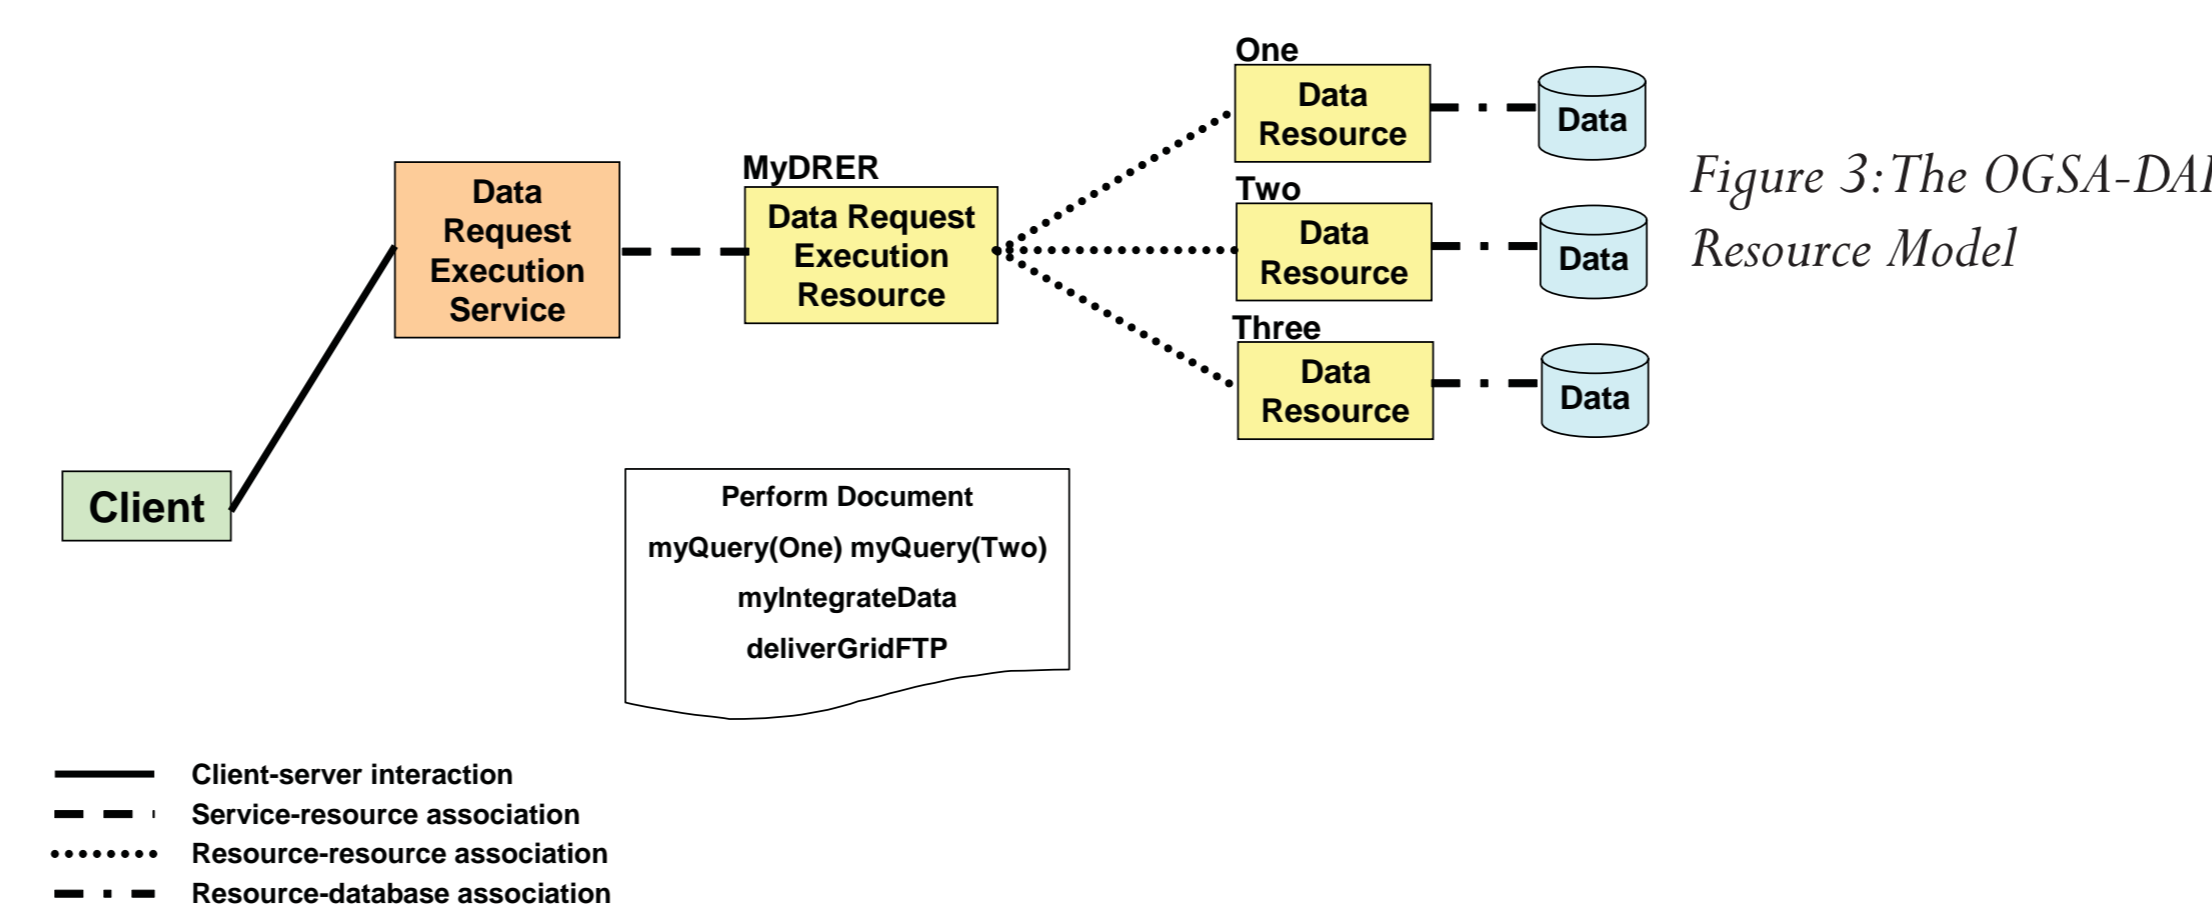 One
Data
Resource
Data
MyDRER
Data
Request
Execution
Service
Data Request
Execution
Resource
Two
Data
Resource
Data
Three
Data
Resource
Data
Figure 3: The OGSA-DAI
Resource Model
Client
Perform Document
myQuery(One) myQuery(Two)
myIntegrateData
deliverGridFTP
Client-server interaction
Service-resource association
Resource-resource association
Resource-database association